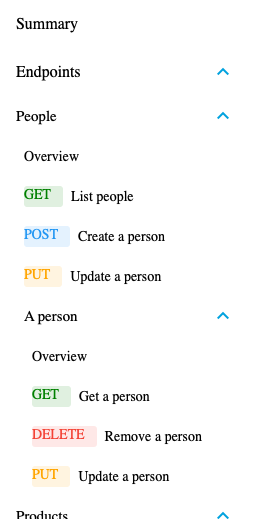 Summary
Endpoints
People
Overview
GET List people
POST Create a person
PUT Update a person
A person
Overview
GET Get a person
DELETE Remove a person
PUT Update a person
Products